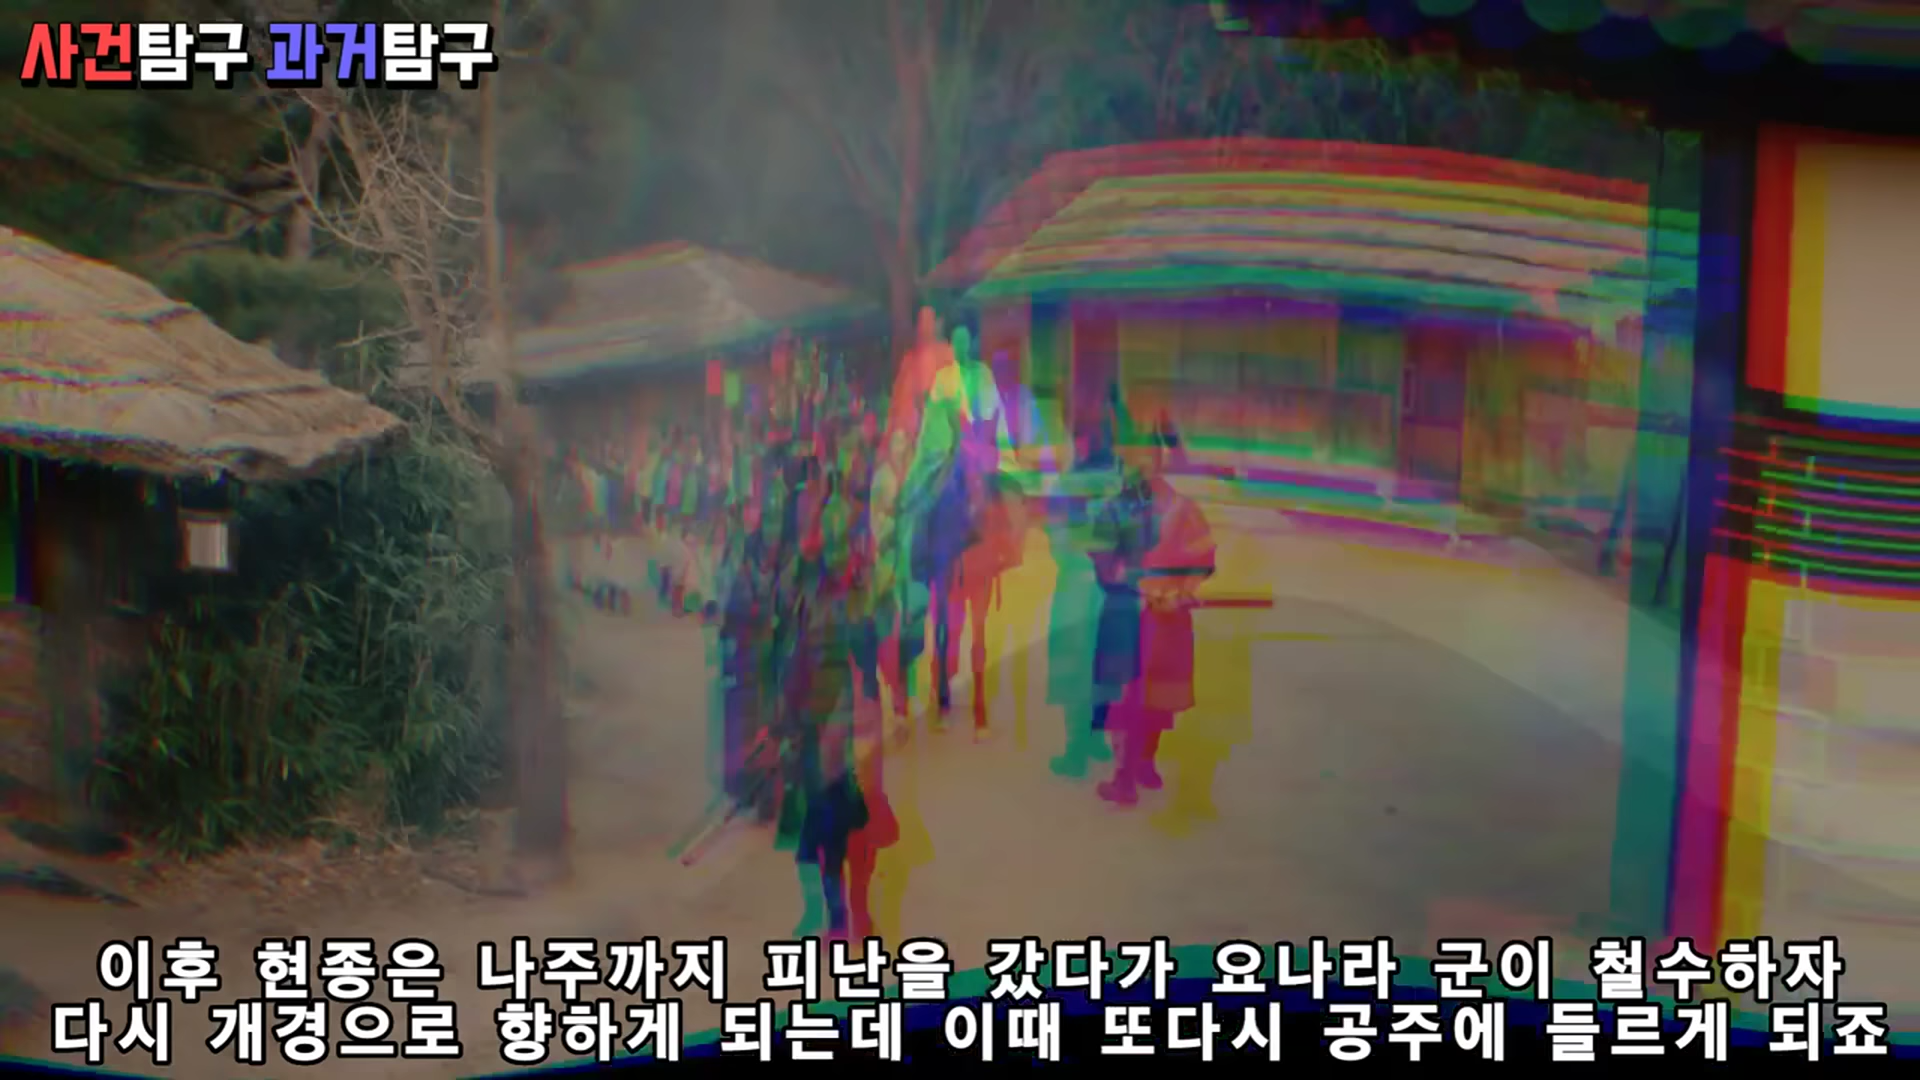 사건탐구 과거탐구
이후 현종은 나주까지 피난을 갔다가 요나라 군이 철수하자
다시 개경으로 향하게 되는데 이때 또다시 공주에 들르게 되죠